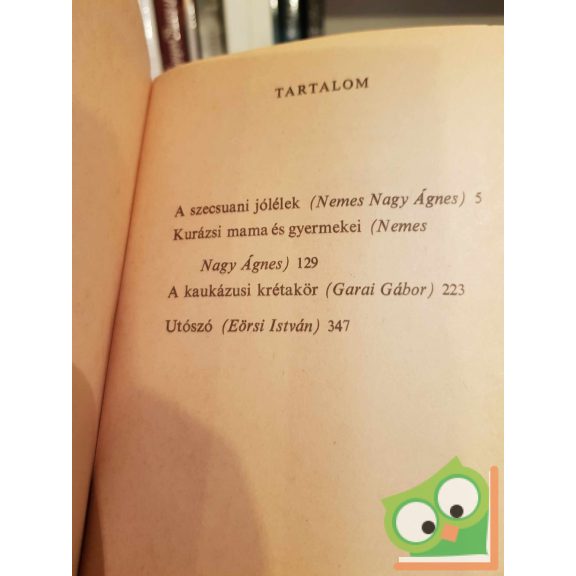 TARTALOM
A szecsuani jólélek (Nemes Nagy Ágnes) 5
Kurázsi mama és gyermekei (Nemes
Nagy Ágnes) 129
A kaukázusi krétakör (Garai Gábor) 223
Utószó (Eörsi István) 347